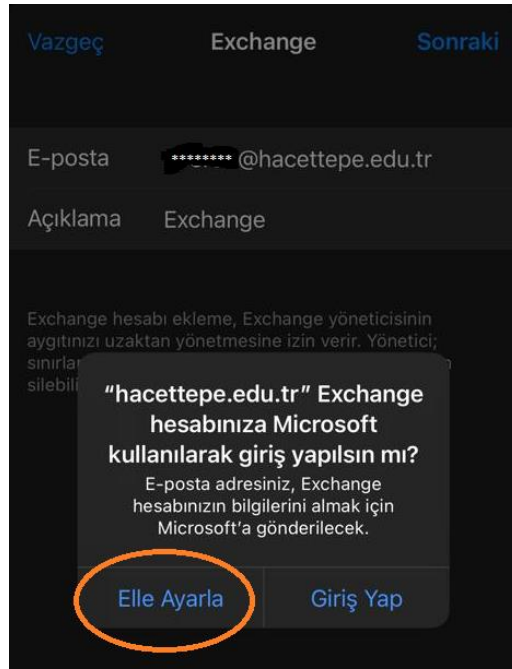 Vazgeç Exchange Sonraki
E-posta ********@hacettepe.edu.tr
Açıklama Exchange
Exchange hesabı ekleme, Exchange yöneticisinin
aygıtınızı uzaktan yönetmesine izin verir. Yönetici;
"hacettepe.edu.tr" Exchange
hesabınıza Microsoft
kullanılarak giriş yapılsın mı?
E-posta adresiniz, Exchange
hesabınızın bilgilerini almak için
Microsoft'a gönderilecek.
Elle Ayarla Giriş Yap